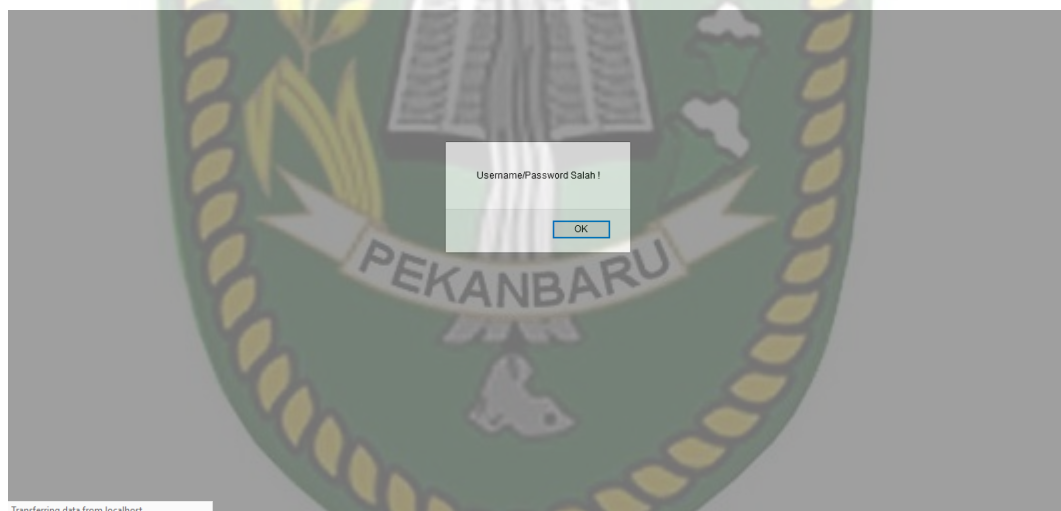 Username/Password Salah !
OK
PEKANBARU
Transferring data from localhost